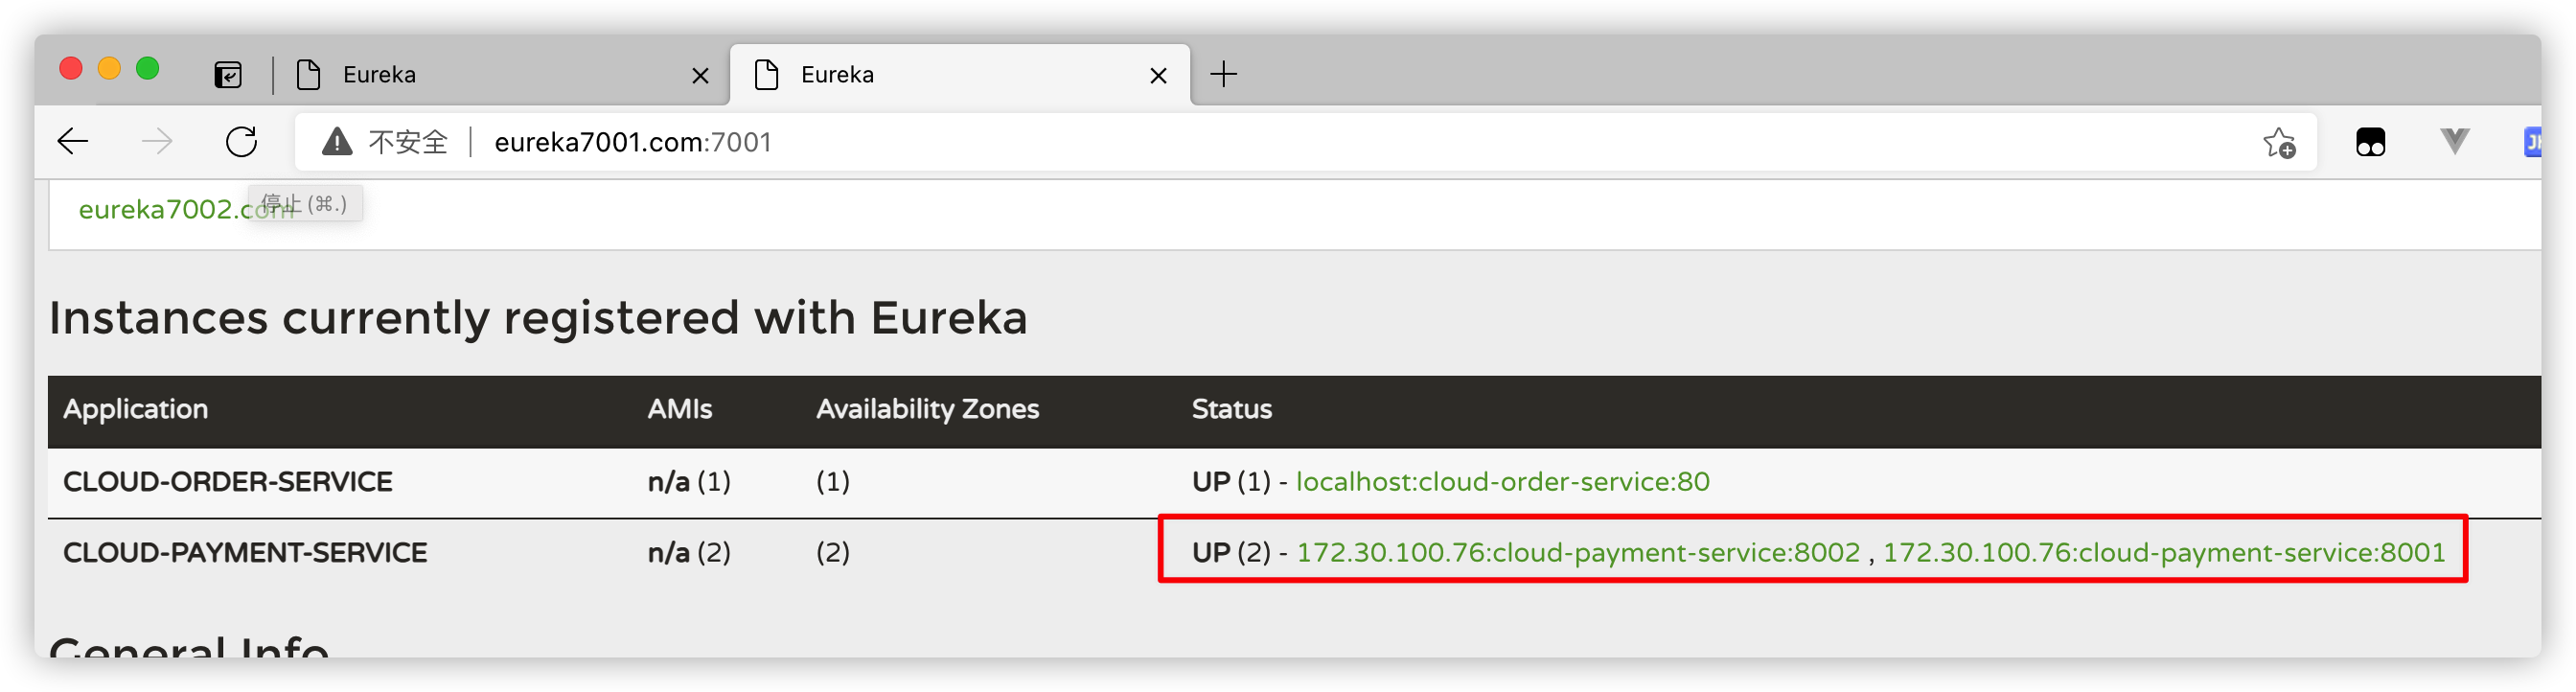 Eureka
Eureka
不安全 eureka7001.com:7001
eureka7002.com
停止 (⌘.)
Instances currently registered with Eureka
Application AMIs Availability Zones Status
CLOUD-ORDER-SERVICE n/a (1) (1) UP (1) - localhost:cloud-order-service:80
CLOUD-PAYMENT-SERVICE n/a (2) (2) UP (2) - 172.30.100.76:cloud-payment-service:8002 , 172.30.100.76:cloud-payment-service:8001
General Info